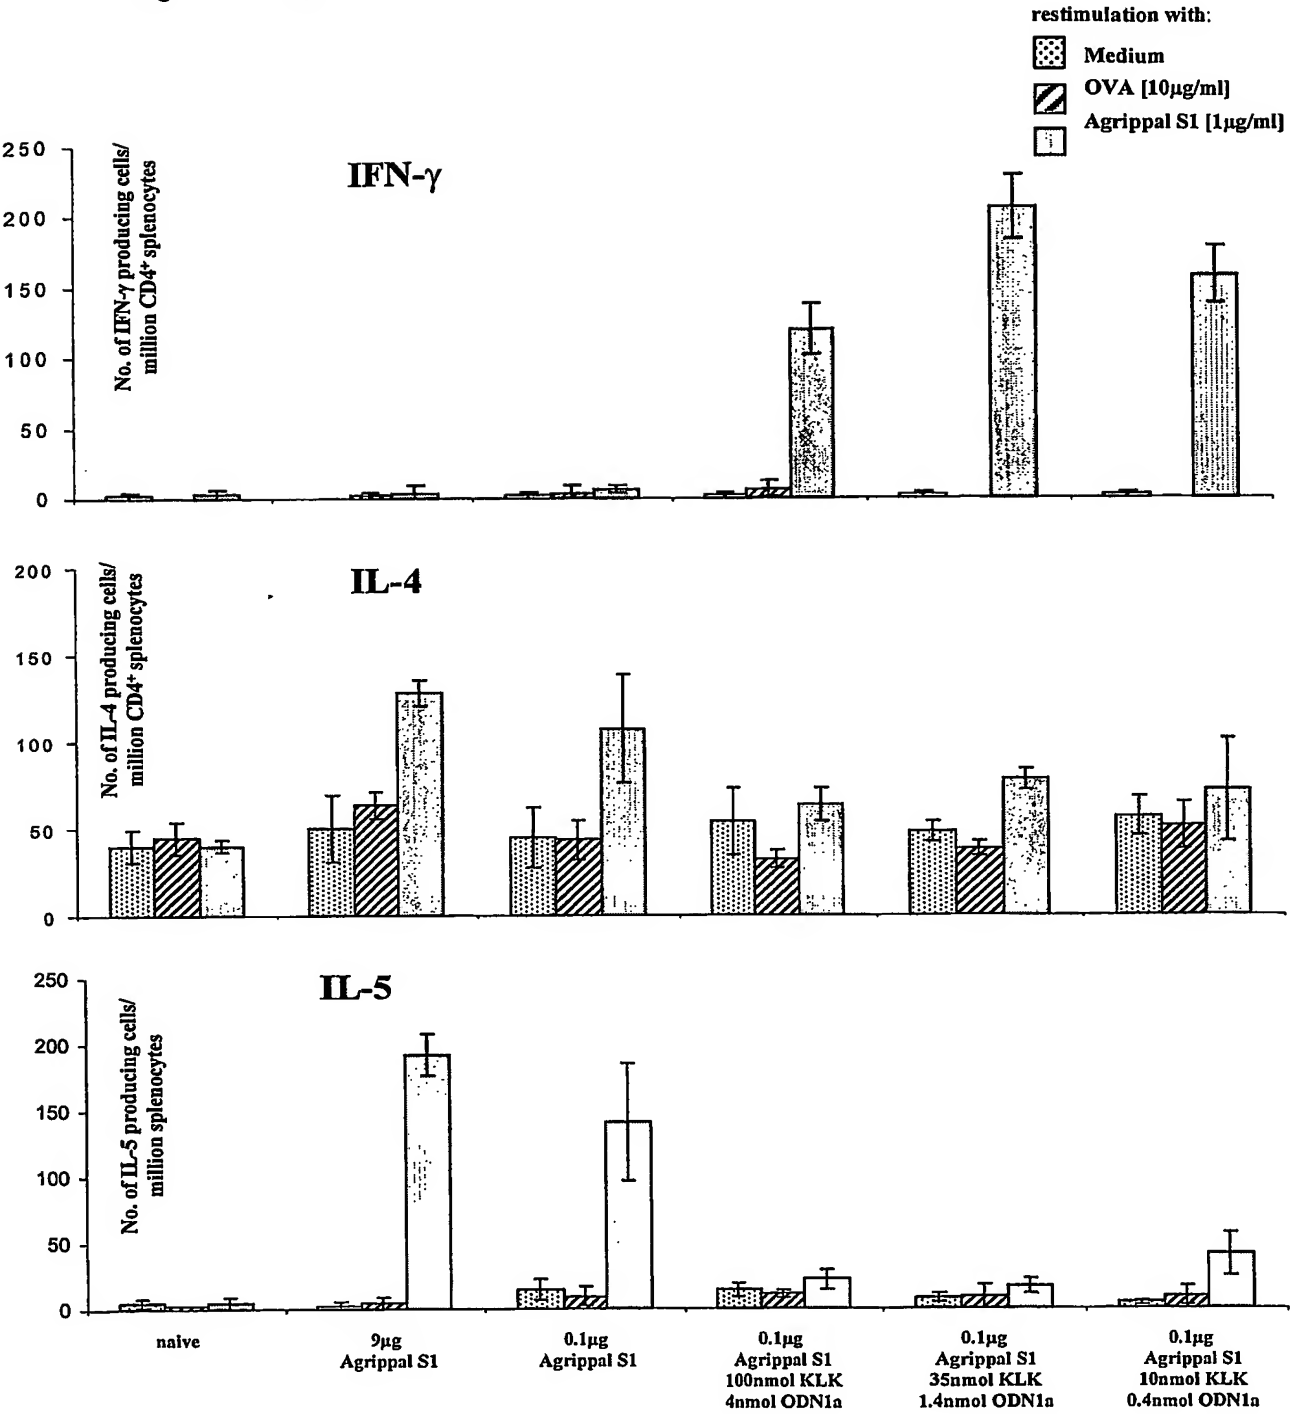 restimulation with:
Medium
OVA [10µg/ml]
Agrippal S1 [1µg/ml]
IFN-γ
No. of IFN-γ producing cells/
million CD4+ splenocytes
250
200
150
100
50
0
IL-4
No. of IL-4 producing cells/
million CD4+ splenocytes
200
150
100
50
0
IL-5
No. of IL-5 producing cells/
million splenocytes
250
200
150
100
50
0
naive
9µg
Agrippal S1
0.1µg
Agrippal S1
0.1µg
Agrippal S1
100nmol KLK
4nmol ODN1a
0.1µg
Agrippal S1
35nmol KLK
1.4nmol ODN1a
0.1µg
Agrippal S1
10nmol KLK
0.4nmol ODN1a